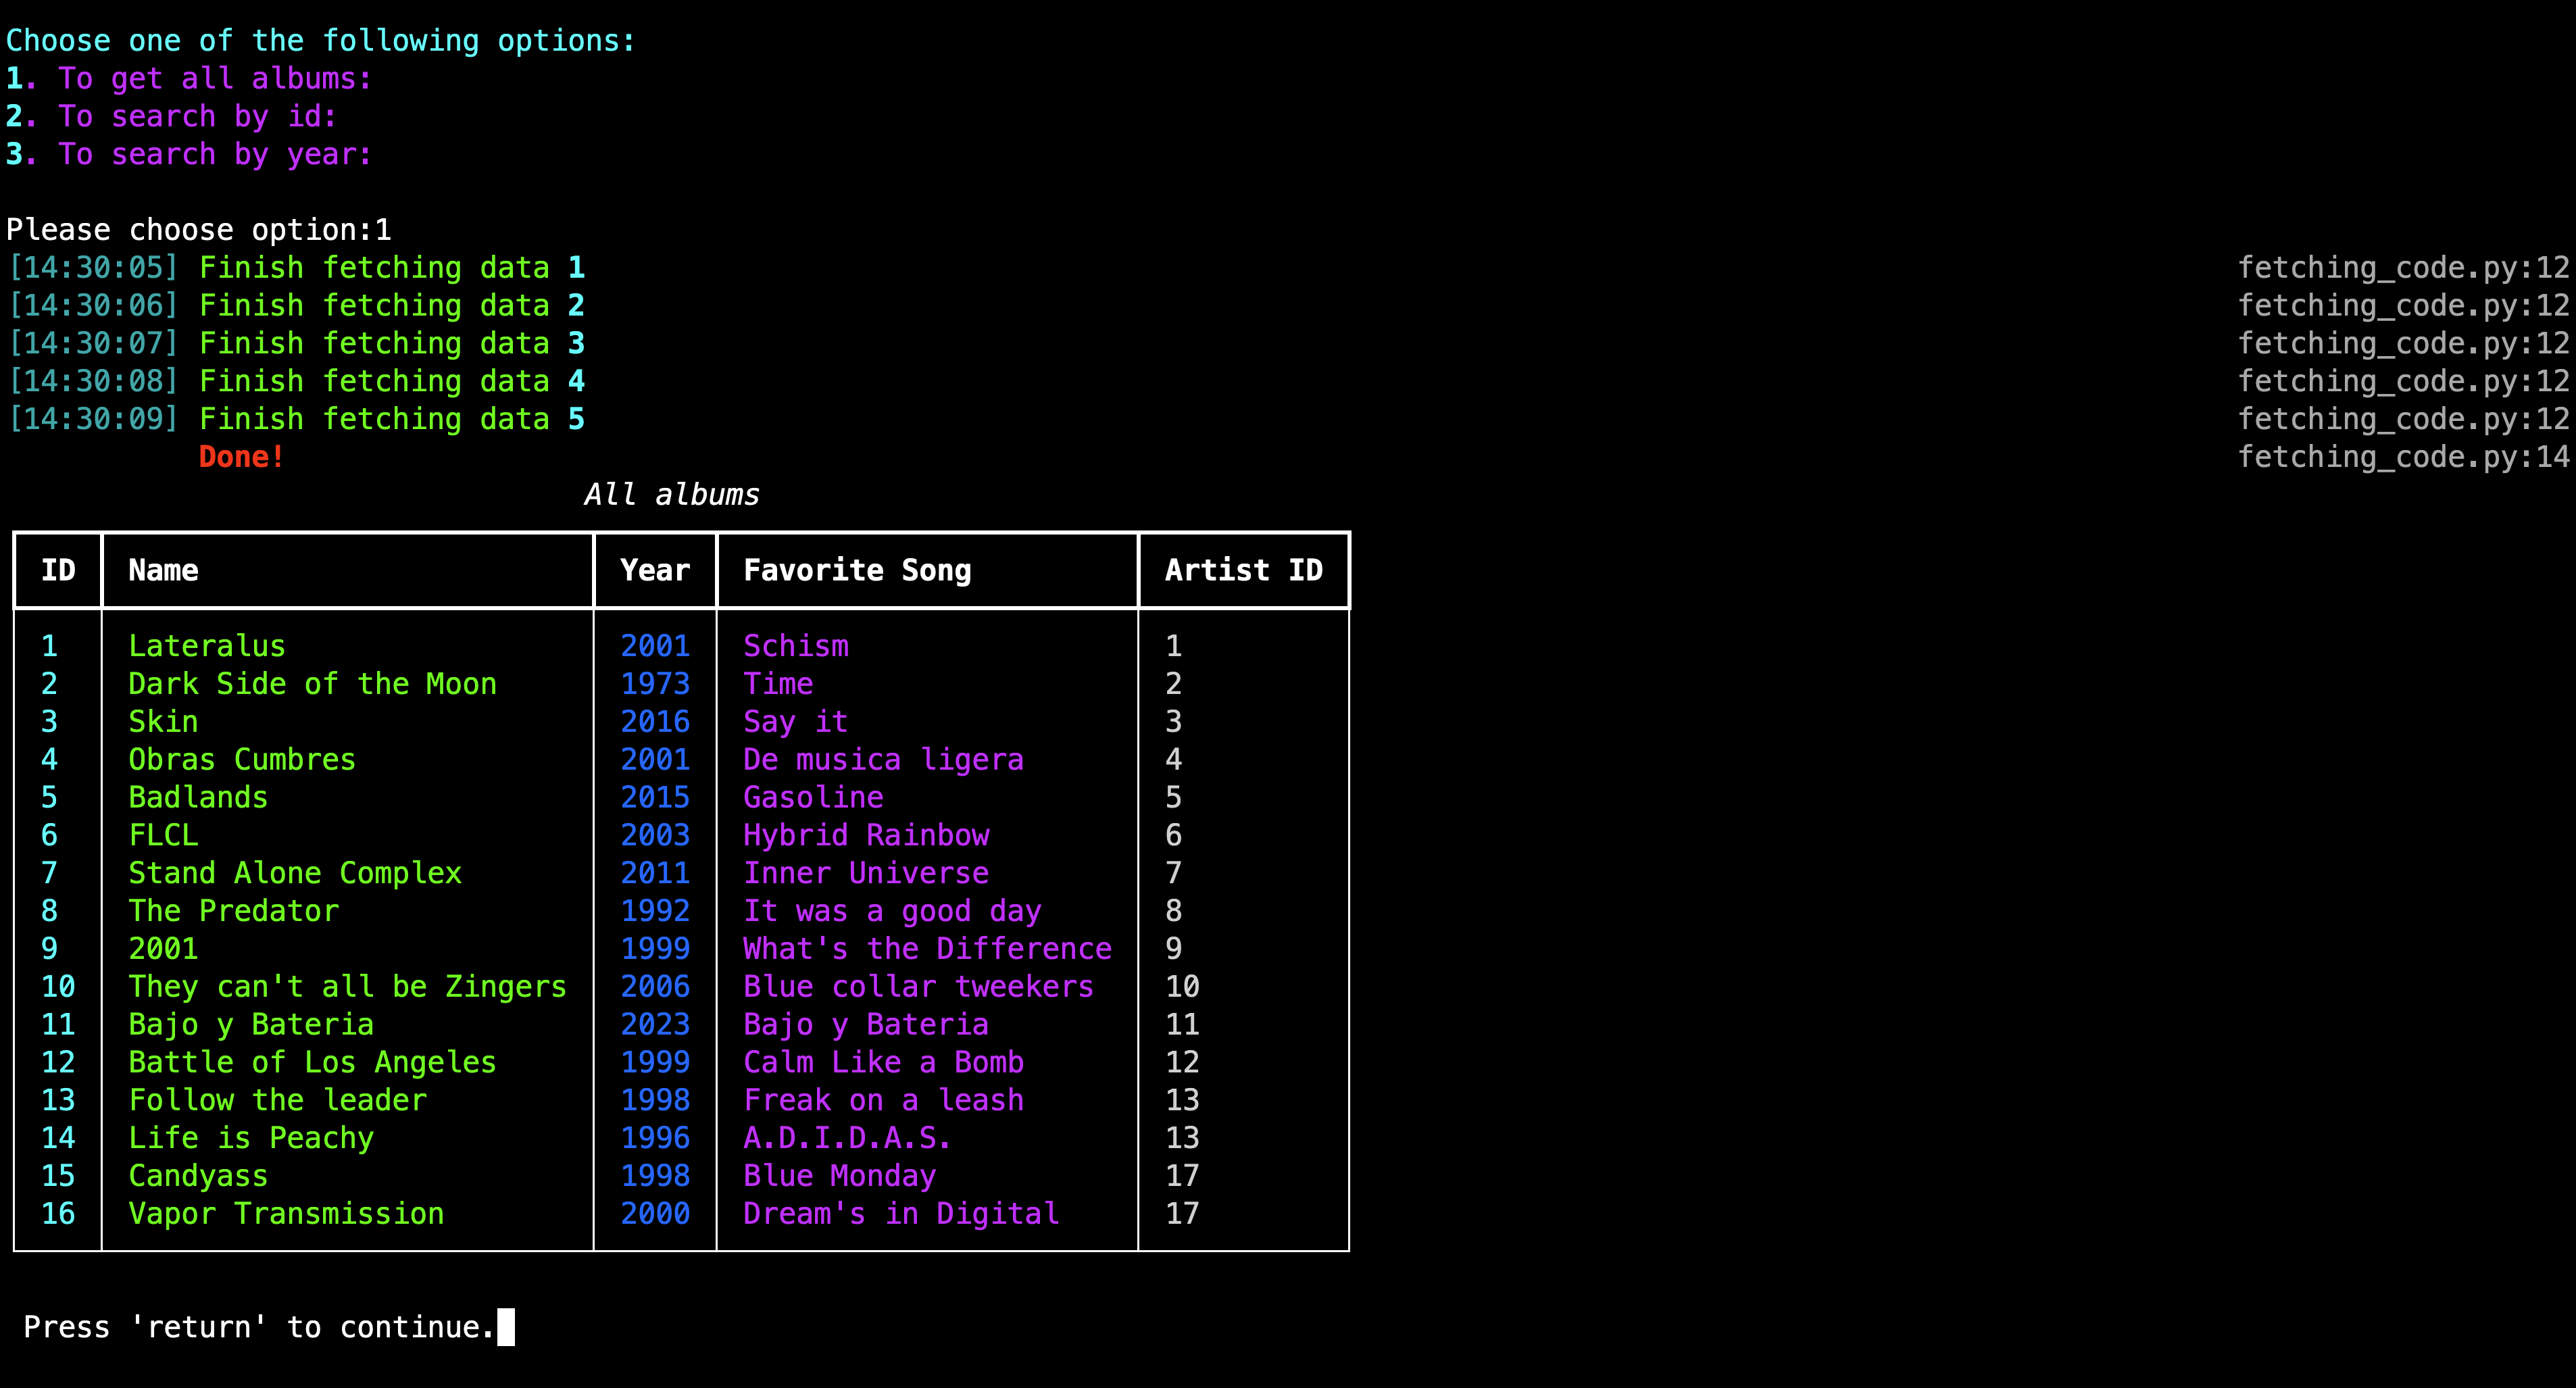 Choose one of the following options:
1. To get all albums:
2. To search by id:
3. To search by year:
Please choose option:1
[14:30:05] Finish fetching data 1 fetching_code.py:12
[14:30:06] Finish fetching data 2 fetching_code.py:12
[14:30:07] Finish fetching data 3 fetching_code.py:12
[14:30:08] Finish fetching data 4 fetching_code.py:12
[14:30:09] Finish fetching data 5 fetching_code.py:12
Done! fetching_code.py:14
All albums
ID Name Year Favorite Song Artist ID
1 Lateralus 2001 Schism 1
2 Dark Side of the Moon 1973 Time 2
3 Skin 2016 Say it 3
4 Obras Cumbres 2001 De musica ligera 4
5 Badlands 2015 Gasoline 5
6 FLCL 2003 Hybrid Rainbow 6
7 Stand Alone Complex 2011 Inner Universe 7
8 The Predator 1992 It was a good day 8
9 2001 1999 What's the Difference 9
10 They can't all be Zingers 2006 Blue collar tweekers 10
11 Bajo y Bateria 2023 Bajo y Bateria 11
12 Battle of Los Angeles 1999 Calm Like a Bomb 12
13 Follow the leader 1998 Freak on a leash 13
14 Life is Peachy 1996 A.D.I.D.A.S. 13
15 Candyass 1998 Blue Monday 17
16 Vapor Transmission 2000 Dream's in Digital 17
Press 'return' to continue.